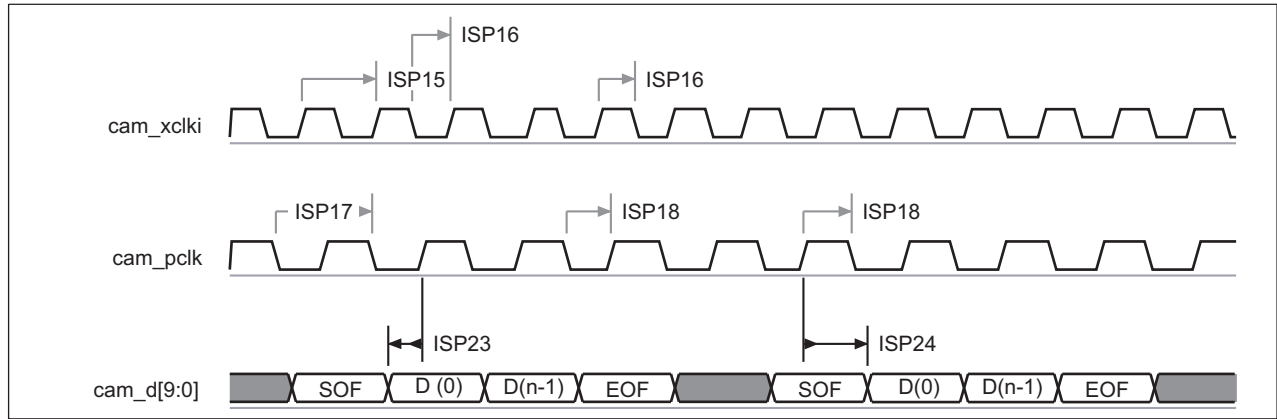 ISP16
ISP15
ISP16
cam_xclki
ISP17
ISP18
ISP18
cam_pclk
ISP23
ISP24
cam_d[9:0]
SOF
D (0)
D(n-1)
EOF
SOF
D(0)
D(n-1)
EOF